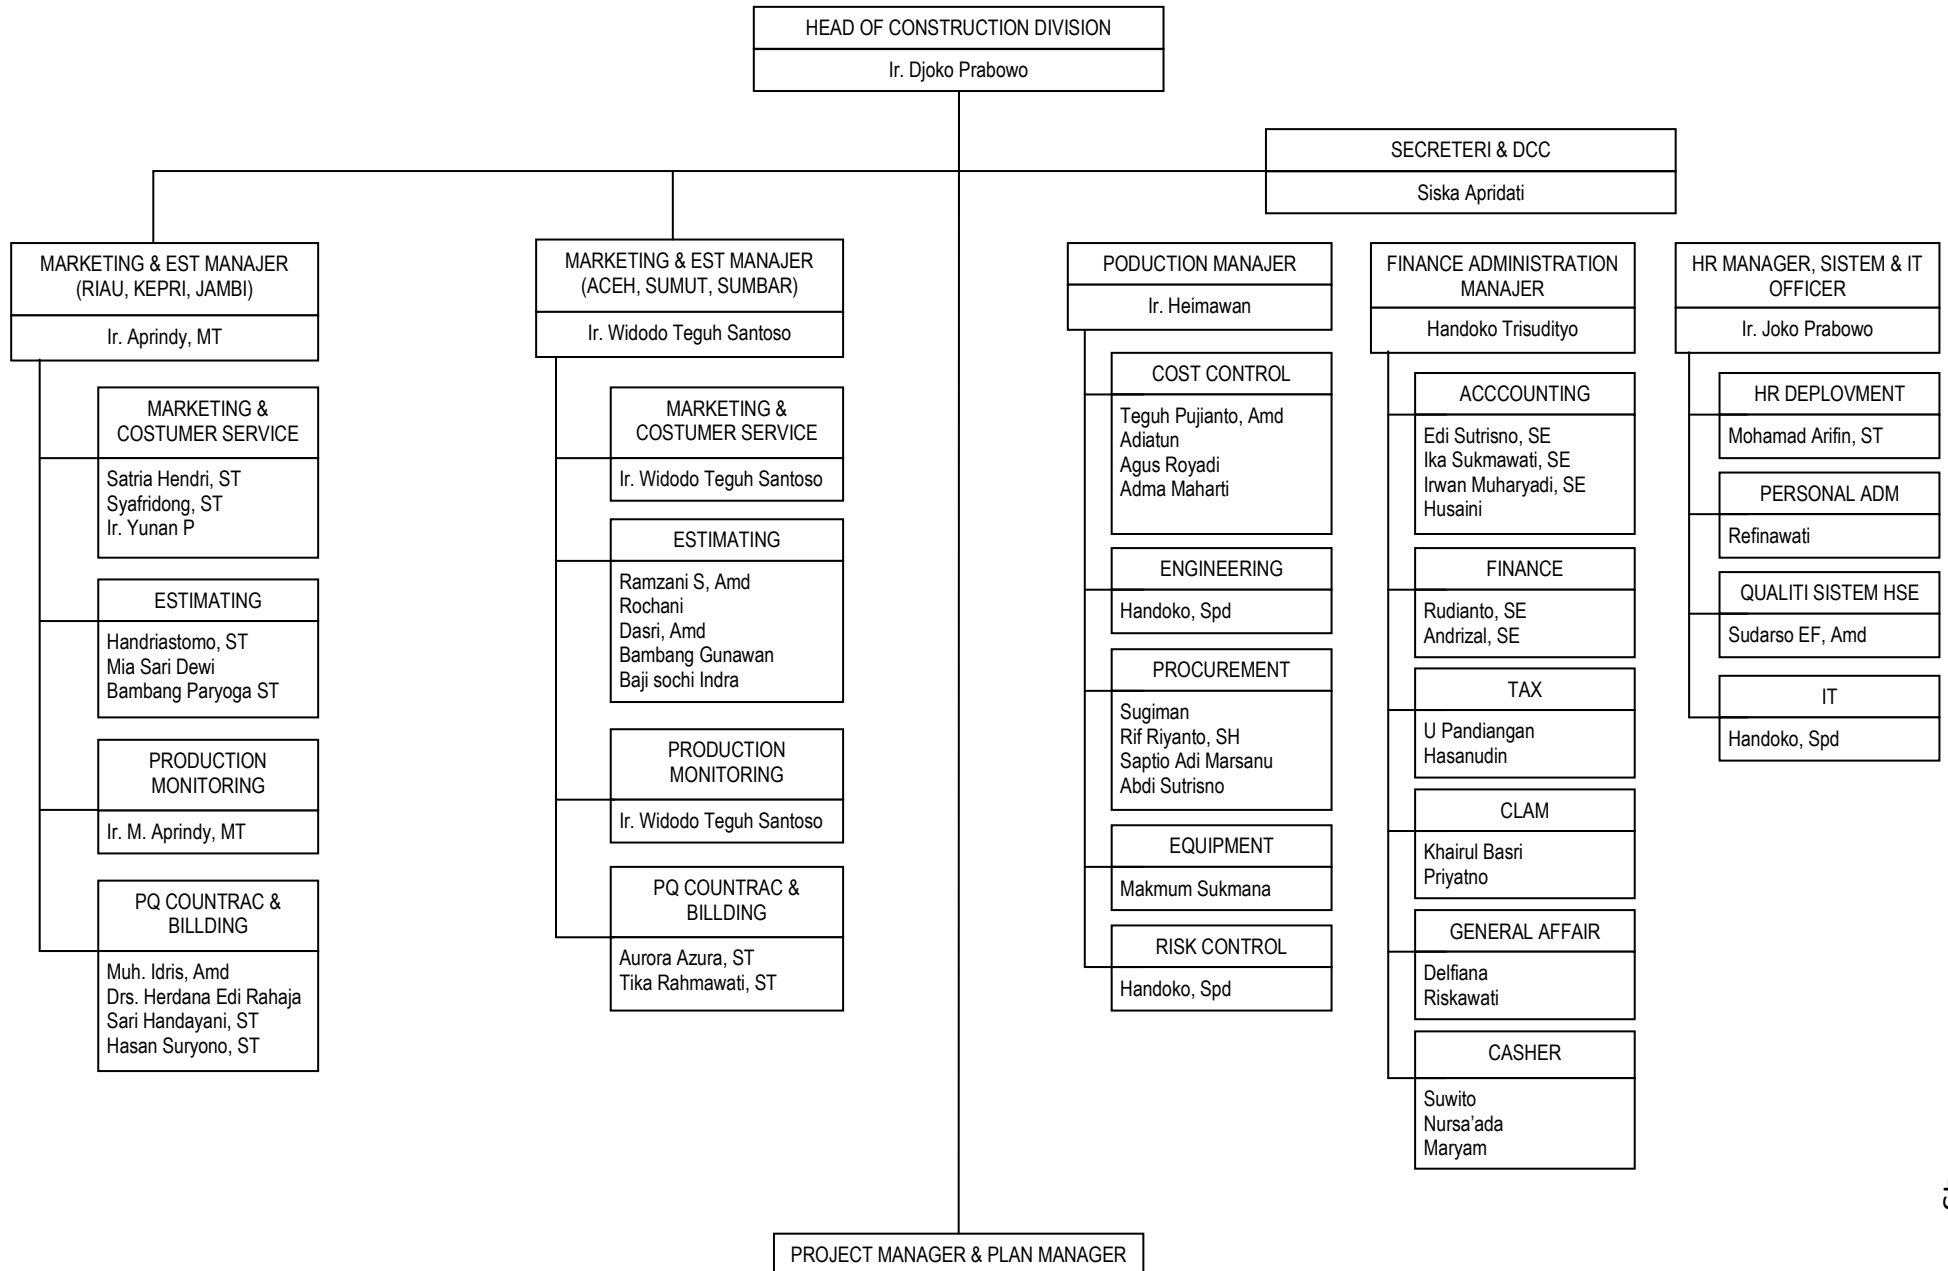 HEAD OF CONSTRUCTION DIVISION
Ir. Djoko Prabowo
SECRETERI & DCC
Siska Apridati
MARKETING & EST MANAJER
(RIAU, KEPRI, JAMBI)
Ir. Aprindy, MT
MARKETING &
COSTUMER SERVICE
Satria Hendri, ST
Syafridong, ST
Ir. Yunan P
ESTIMATING
Handriastomo, ST
Mia Sari Dewi
Bambang Paryoga ST
PRODUCTION
MONITORING
Ir. M. Aprindy, MT
PQ COUNTRAC &
BILLDING
Muh. Idris, Amd
Drs. Herdana Edi Rahaja
Sari Handayani, ST
Hasan Suryono, ST
MARKETING & EST MANAJER
(ACEH, SUMUT, SUMBAR)
Ir. Widodo Teguh Santoso
MARKETING &
COSTUMER SERVICE
Ir. Widodo Teguh Santoso
ESTIMATING
Ramzani S, Amd
Rochani
Dasri, Amd
Bambang Gunawan
Baji sochi Indra
PRODUCTION
MONITORING
Ir. Widodo Teguh Santoso
PQ COUNTRAC &
BILLDING
Aurora Azura, ST
Tika Rahmawati, ST
PODUCTION MANAJER
Ir. Heimawan
COST CONTROL
Teguh Pujianto, Amd
Adiatun
Agus Royadi
Adma Maharti
ENGINEERING
Handoko, Spd
PROCUREMENT
Sugiman
Rif Riyanto, SH
Saptio Adi Marsanu
Abdi Sutrisno
EQUIPMENT
Makmum Sukmana
RISK CONTROL
Handoko, Spd
FINANCE ADMINISTRATION
MANAJER
Handoko Trisudityo
ACCCOUNTING
Edi Sutrisno, SE
Ika Sukmawati, SE
Irwan Muharyadi, SE
Husaini
FINANCE
Rudianto, SE
Andrizal, SE
TAX
U Pandiangan
Hasanudin
CLAM
Khairul Basri
Priyatno
GENERAL AFFAIR
Delfiana
Riskawati
CASHER
Suwito
Nursa’ada
Maryam
HR MANAGER, SISTEM & IT
OFFICER
Ir. Joko Prabowo
HR DEPLOVMENT
Mohamad Arifin, ST
PERSONAL ADM
Refinawati
QUALITI SISTEM HSE
Sudarso EF, Amd
IT
Handoko, Spd
PROJECT MANAGER & PLAN MANAGER